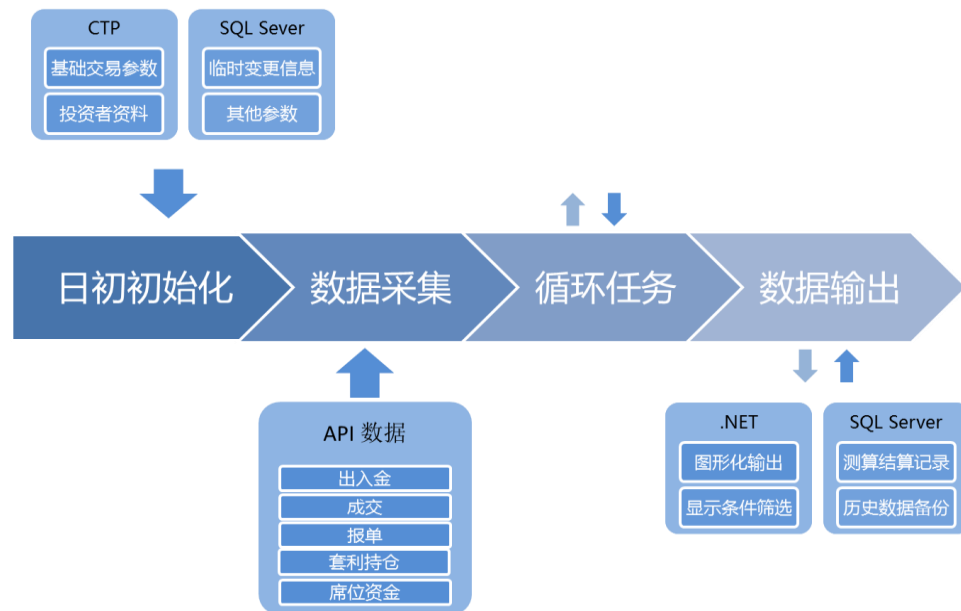 CTP
基础交易参数
投资者资料
SQL Sever
临时变更信息
其他参数
日初初始化
数据采集
循环任务
数据输出
API 数据
出入金
成交
报单
套利持仓
席位资金
.NET
图形化输出
显示条件筛选
SQL Server
测算结算记录
历史数据备份